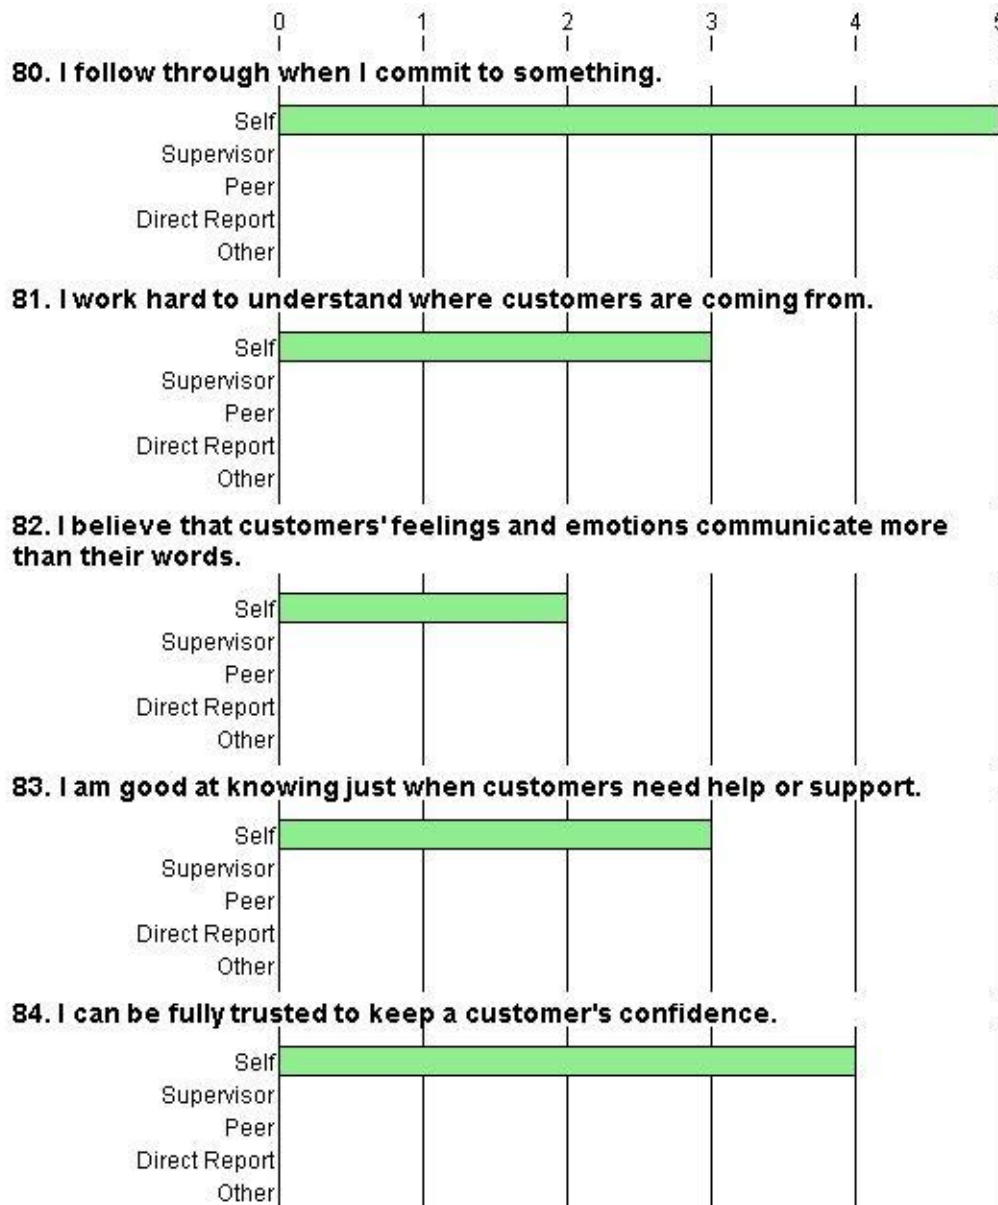 0 1 2 3 4 5
80. I follow through when I commit to something.
Self
Supervisor
Peer
Direct Report
Other
81. I work hard to understand where customers are coming from.
Self
Supervisor
Peer
Direct Report
Other
82. I believe that customers' feelings and emotions communicate more
than their words.
Self
Supervisor
Peer
Direct Report
Other
83. I am good at knowing just when customers need help or support.
Self
Supervisor
Peer
Direct Report
Other
84. I can be fully trusted to keep a customer's confidence.
Self
Supervisor
Peer
Direct Report
Other